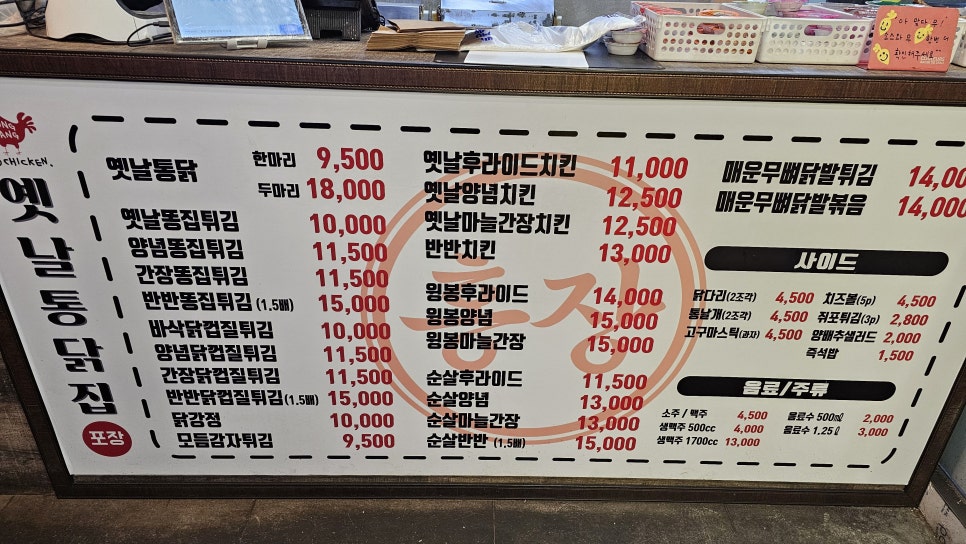 CHICKEN.
옛날통닭집
포장
옛날통닭 한마리 9,500
두마리 18,000
옛날똥집튀김 10,000
양념똥집튀김 11,500
간장똥집튀김 11,500
반반똥집튀김 (1.5배) 15,000
바삭닭껍질튀김 10,000
양념닭껍질튀김 11,500
간장닭껍질튀김 11,500
반반닭껍질튀김 (1.5배) 15,000
닭강정 10,000
모듬감자튀김 9,500
옛날후라이드치킨 11,000
옛날양념치킨 12,500
옛날마늘간장치킨 12,500
반반치킨 13,000
윙봉후라이드 14,000
윙봉양념 15,000
윙봉마늘간장 15,000
순살후라이드 11,500
순살양념 13,000
순살마늘간장 13,000
순살반반 (1.5배) 15,000
매운무뼈닭발튀김 14,00
매운무뼈닭발볶음 14,000
사이드
닭다리(2조각) 4,500 치즈볼(5p) 4,500
통날개(2조각) 4,500 쥐포튀김(3p) 2,800
고구마스틱(과자) 4,500 양배추샐러드 2,000
즉석밥 1,500
음료/주류
소주 / 맥주 4,500 음료수 500㎖ 2,000
생맥주 500cc 4,000 음료수 1.25ℓ 3,000
생맥주 1700cc 13,000